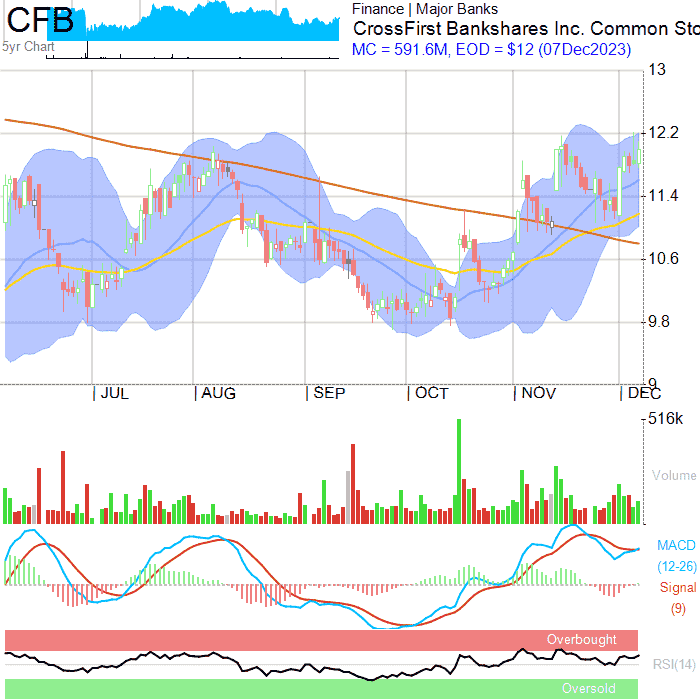 CFB
5yr Chart
Finance | Major Banks
CrossFirst Bankshares Inc. Common Sto
MC = 591.6M, EOD = $12 (07Dec2023)
13
12.2
11.4
10.6
9.8
9
JUL AUG SEP OCT NOV DEC
516k
Volume
MACD
(12-26)
Signal
(9)
Overbought
RSI(14)
Oversold